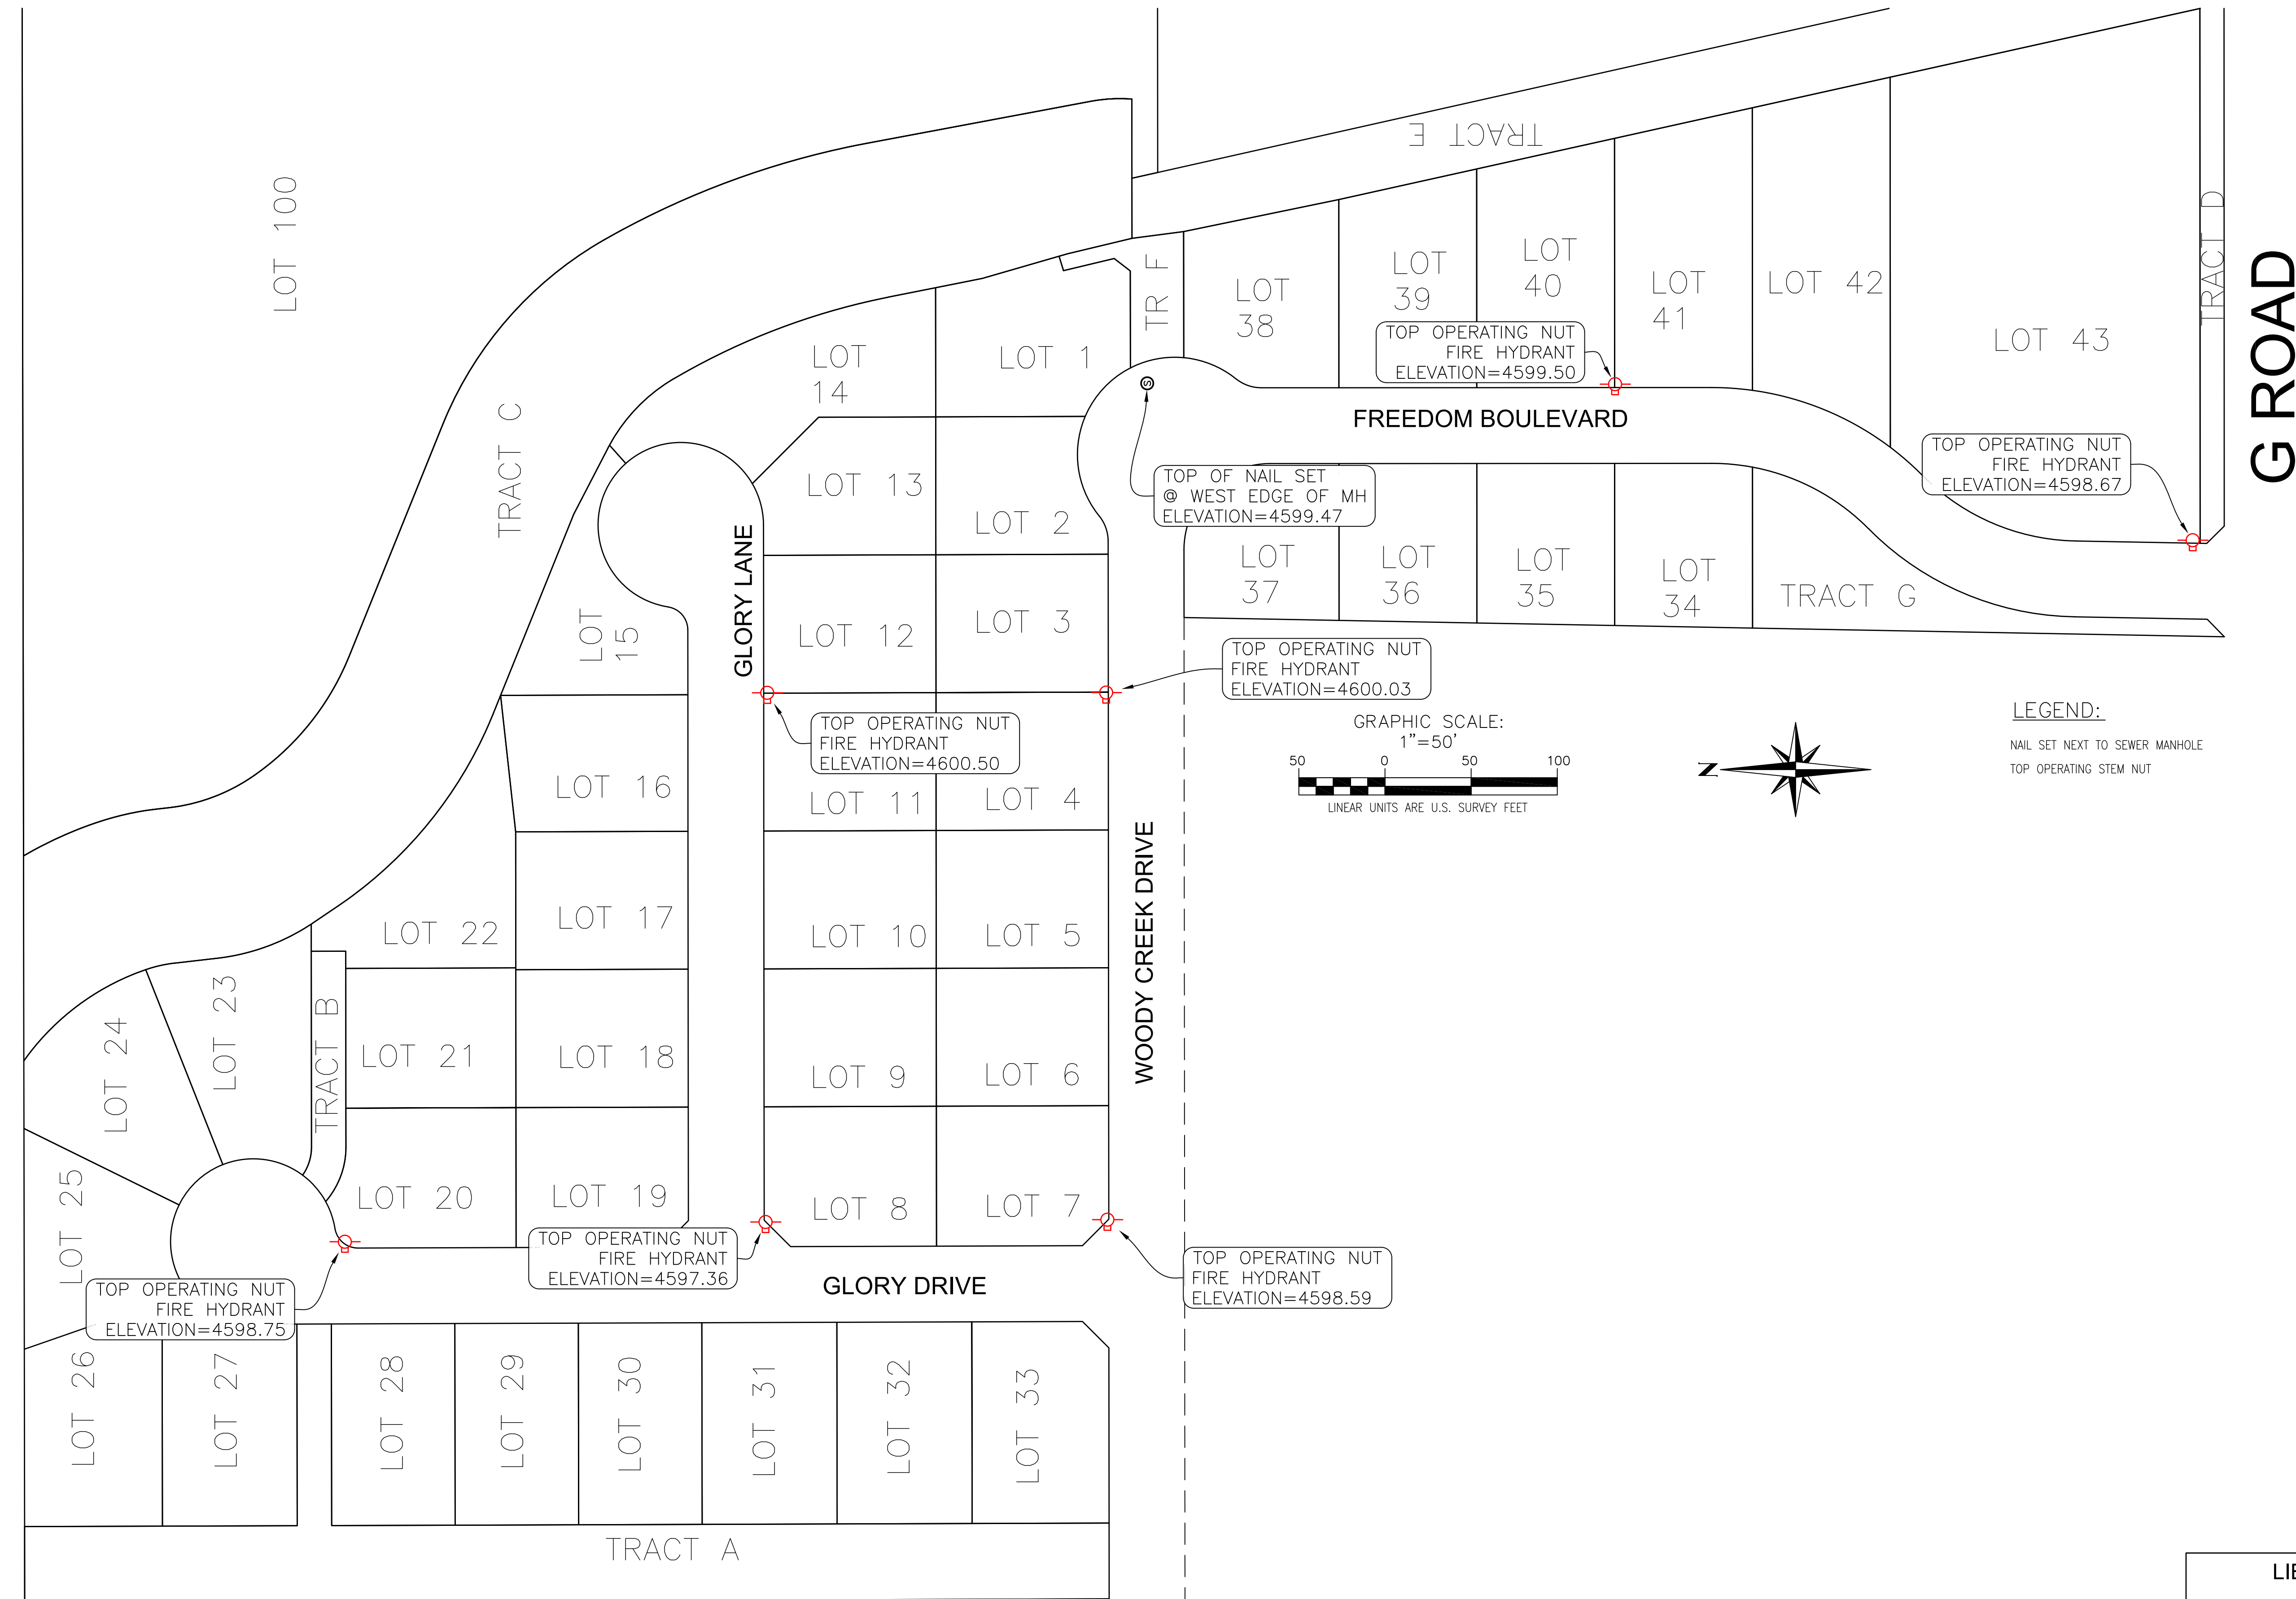 TRACT E
LOT 100
TRACT D
G ROAD
TR F
LOT
38
LOT
39
LOT
40
LOT
41
LOT 42
LOT 43
TOP OPERATING NUT
FIRE HYDRANT
ELEVATION=4599.50
LOT
14
LOT 1
S
FREEDOM BOULEVARD
TOP OPERATING NUT
FIRE HYDRANT
ELEVATION=4598.67
TRACT C
LOT 13
LOT 2
TOP OF NAIL SET
@ WEST EDGE OF MH
ELEVATION=4599.47
LOT
37
LOT
36
LOT
35
LOT
34
TRACT G
GLORY LANE
LOT
15
LOT 12
LOT 3
TOP OPERATING NUT
FIRE HYDRANT
ELEVATION=4600.03
TOP OPERATING NUT
FIRE HYDRANT
ELEVATION=4600.50
GRAPHIC SCALE:
1"=50'
50 0 50 100
LINEAR UNITS ARE U.S. SURVEY FEET
N
LEGEND:
NAIL SET NEXT TO SEWER MANHOLE
TOP OPERATING STEM NUT
LOT 16
LOT 11
LOT 4
LOT 22
LOT 17
LOT 10
LOT 5
WOODY CREEK DRIVE
LOT 24
LOT 23
TRACT B
LOT 21
LOT 18
LOT 9
LOT 6
LOT 25
LOT 20
LOT 19
LOT 8
LOT 7
TOP OPERATING NUT
FIRE HYDRANT
ELEVATION=4598.75
TOP OPERATING NUT
FIRE HYDRANT
ELEVATION=4597.36
GLORY DRIVE
TOP OPERATING NUT
FIRE HYDRANT
ELEVATION=4598.59
LOT 26
LOT 27
LOT 28
LOT 29
LOT 30
LOT 31
LOT 32
LOT 33
TRACT A